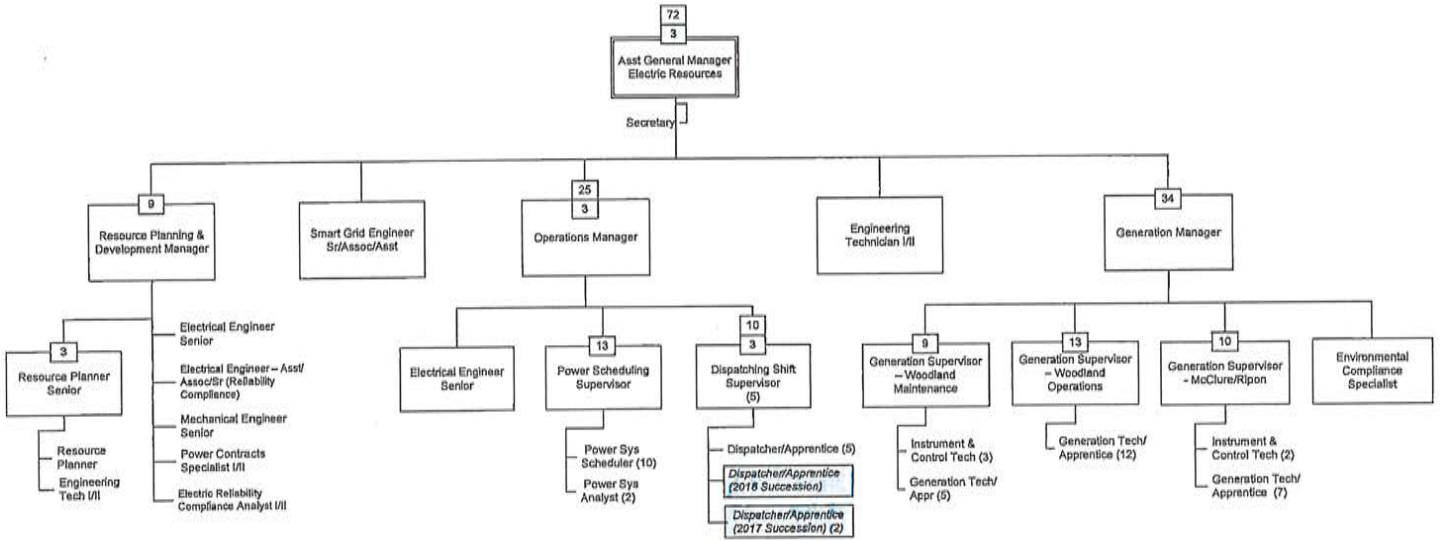 72
3
Asst General Manager
Electric Resources
Secretary
9
Resource Planning &
Development Manager
Smart Grid Engineer
Sr/Assoc/Asst
25
3
Operations Manager
Engineering
Technician I/II
34
Generation Manager
3
Resource Planner
Senior
Resource
Planner
Engineering
Tech I/II
Electrical Engineer
Senior
Electrical Engineer – Asst/
Assoc/Sr (Reliability
Compliance)
Mechanical Engineer
Senior
Power Contracts
Specialist I/II
Electric Reliability
Compliance Analyst I/II
Electrical Engineer
Senior
13
Power Scheduling
Supervisor
Power Sys
Scheduler (10)
Power Sys
Analyst (2)
10
3
Dispatching Shift
Supervisor
(5)
Dispatcher/Apprentice (5)
Dispatcher/Apprentice
(2018 Succession)
Dispatcher/Apprentice
(2017 Succession) (2)
9
Generation Supervisor
– Woodland
Maintenance
Instrument &
Control Tech (3)
Generation Tech/
Appr (5)
13
Generation Supervisor
– Woodland
Operations
Generation Tech/
Apprentice (12)
10
Generation Supervisor
- McClure/Ripon
Instrument &
Control Tech (2)
Generation Tech/
Apprentice (7)
Environmental
Compliance
Specialist